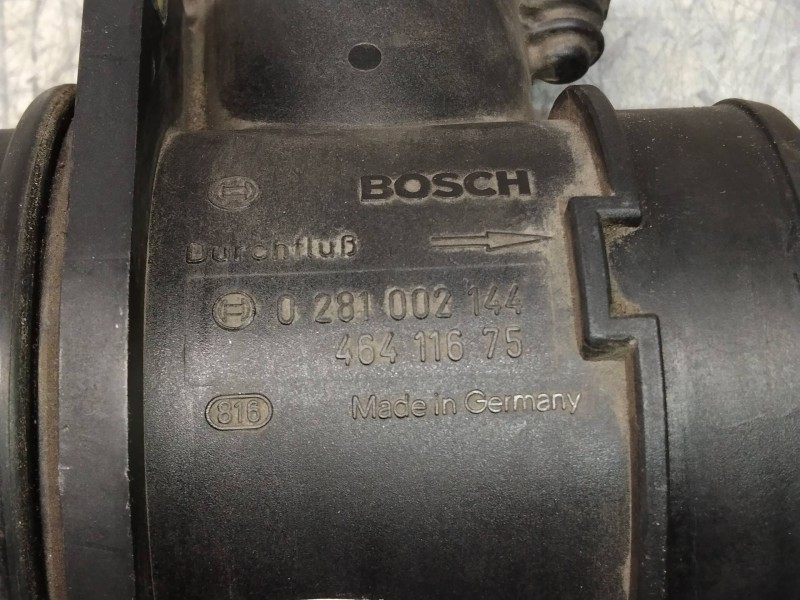 BOSCH
Durchfluß
0 281 002 144
464 116 75
816
Made in Germany